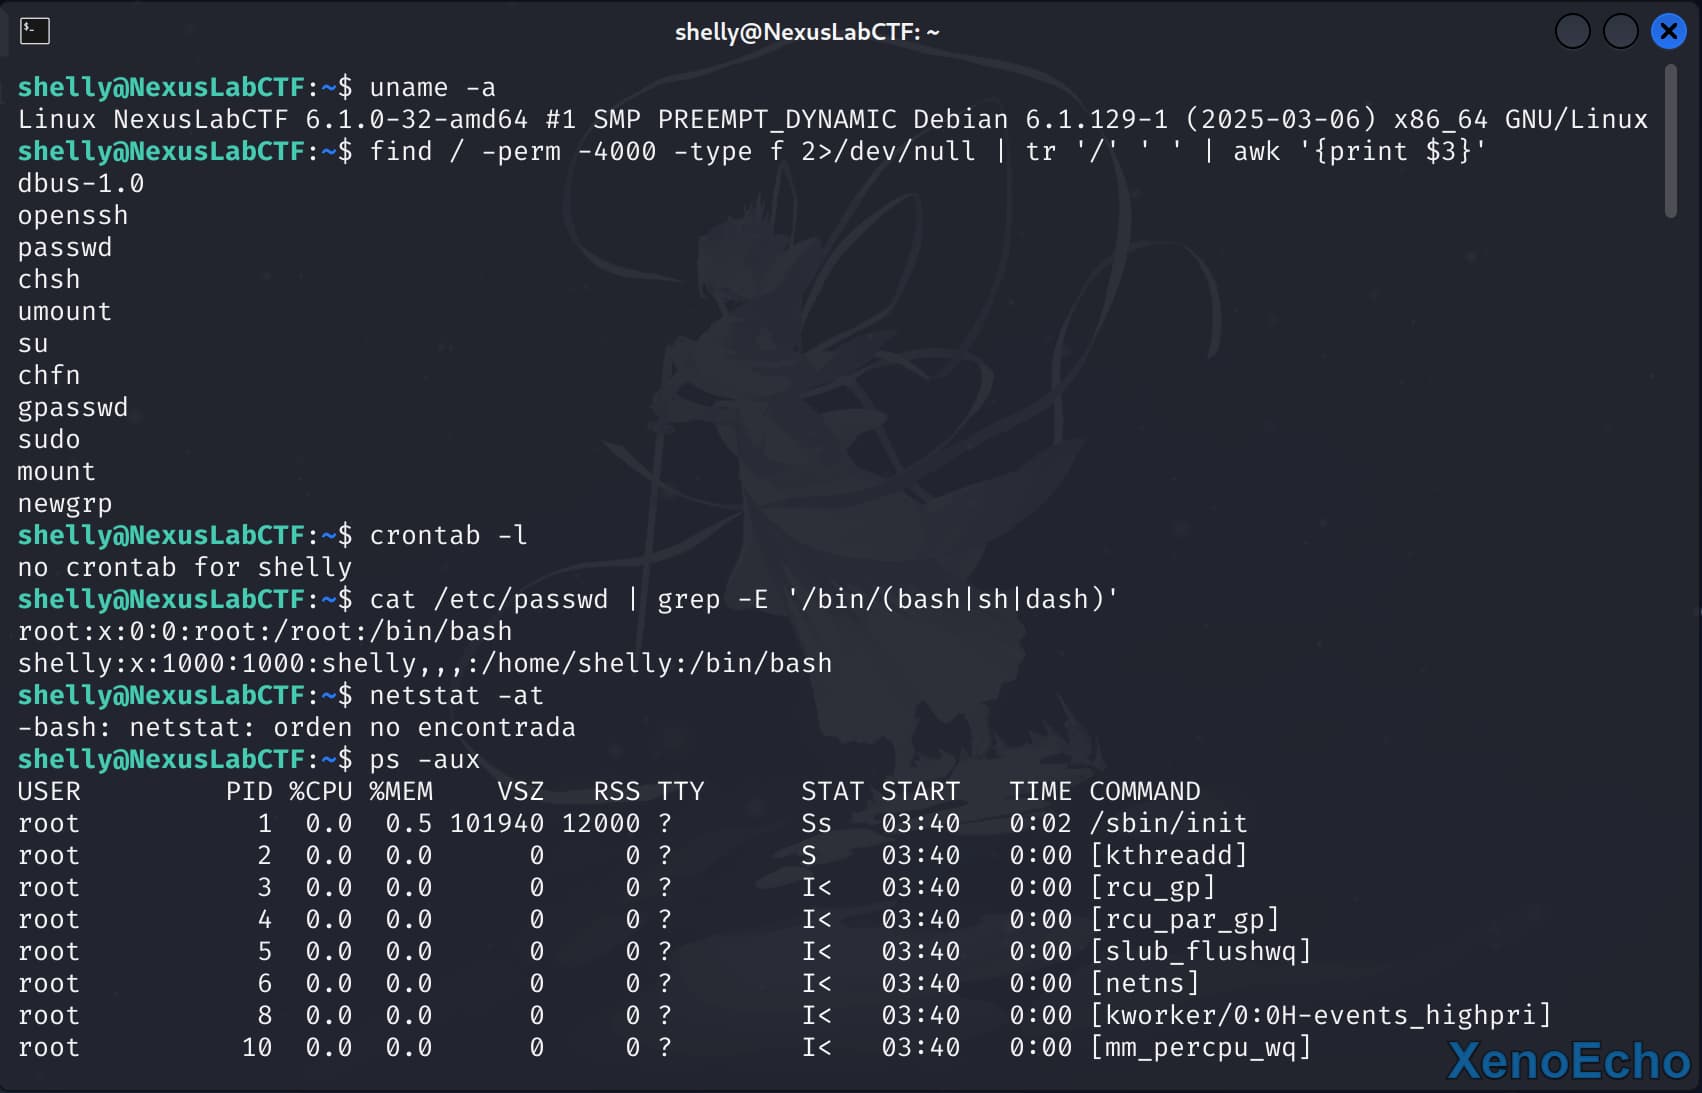 shelly@NexusLabCTF: ~
shelly@NexusLabCTF:~$ uname -a
Linux NexusLabCTF 6.1.0-32-amd64 #1 SMP PREEMPT_DYNAMIC Debian 6.1.129-1 (2025-03-06) x86_64 GNU/Linux
shelly@NexusLabCTF:~$ find / -perm -4000 -type f 2>/dev/null | tr '/' ' ' | awk '{print $3}'
dbus-1.0
openssh
passwd
chsh
umount
su
chfn
gpasswd
sudo
mount
newgrp
shelly@NexusLabCTF:~$ crontab -l
no crontab for shelly
shelly@NexusLabCTF:~$ cat /etc/passwd | grep -E '/bin/(bash|sh|dash)'
root:x:0:0:root:/root:/bin/bash
shelly:x:1000:1000:shelly,,,:/home/shelly:/bin/bash
shelly@NexusLabCTF:~$ netstat -at
-bash: netstat: orden no encontrada
shelly@NexusLabCTF:~$ ps -aux
USER         PID %CPU %MEM    VSZ   RSS TTY      STAT START   TIME COMMAND
root           1  0.0  0.5 101940 12000 ?        Ss   03:40   0:02 /sbin/init
root           2  0.0  0.0      0     0 ?        S    03:40   0:00 [kthreadd]
root           3  0.0  0.0      0     0 ?        I<   03:40   0:00 [rcu_gp]
root           4  0.0  0.0      0     0 ?        I<   03:40   0:00 [rcu_par_gp]
root           5  0.0  0.0      0     0 ?        I<   03:40   0:00 [slub_flushwq]
root           6  0.0  0.0      0     0 ?        I<   03:40   0:00 [netns]
root           8  0.0  0.0      0     0 ?        I<   03:40   0:00 [kworker/0:0H-events_highpri]
root          10  0.0  0.0      0     0 ?        I<   03:40   0:00 [mm_percpu_wq]
XenoEcho